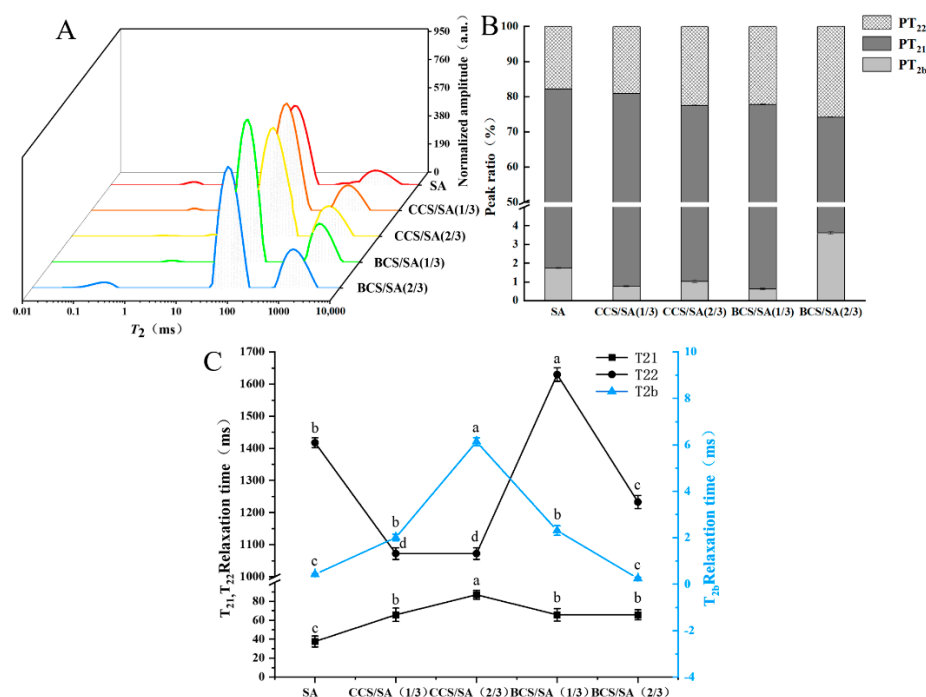 A
950
760
570
380
190
0
Normalized amplitude（a.u.）
SA
CCS/SA(1/3)
CCS/SA(2/3)
BCS/SA(1/3)
BCS/SA(2/3)
0.01 0.1 1 10 100 1000 10,000
T2（ms）
B
100
90
80
70
60
50
4
3
2
1
0
Peak ratio（%）
SA CCS/SA(1/3) CCS/SA(2/3) BCS/SA(1/3) BCS/SA(2/3)
PT22
PT21
PT2b
C
1700
1600
1500
1400
1300
1200
1100
1000
80
60
40
20
0
T21,T22Relaxation time（ms）
T21
T22
T2b
b d d a c
c b a b c
c b a b b
10
8
6
4
2
0
-2
-4
T2bRelaxation time（ms）
SA CCS/SA（1/3） CCS/SA（2/3） BCS/SA（1/3） BCS/SA（2/3）